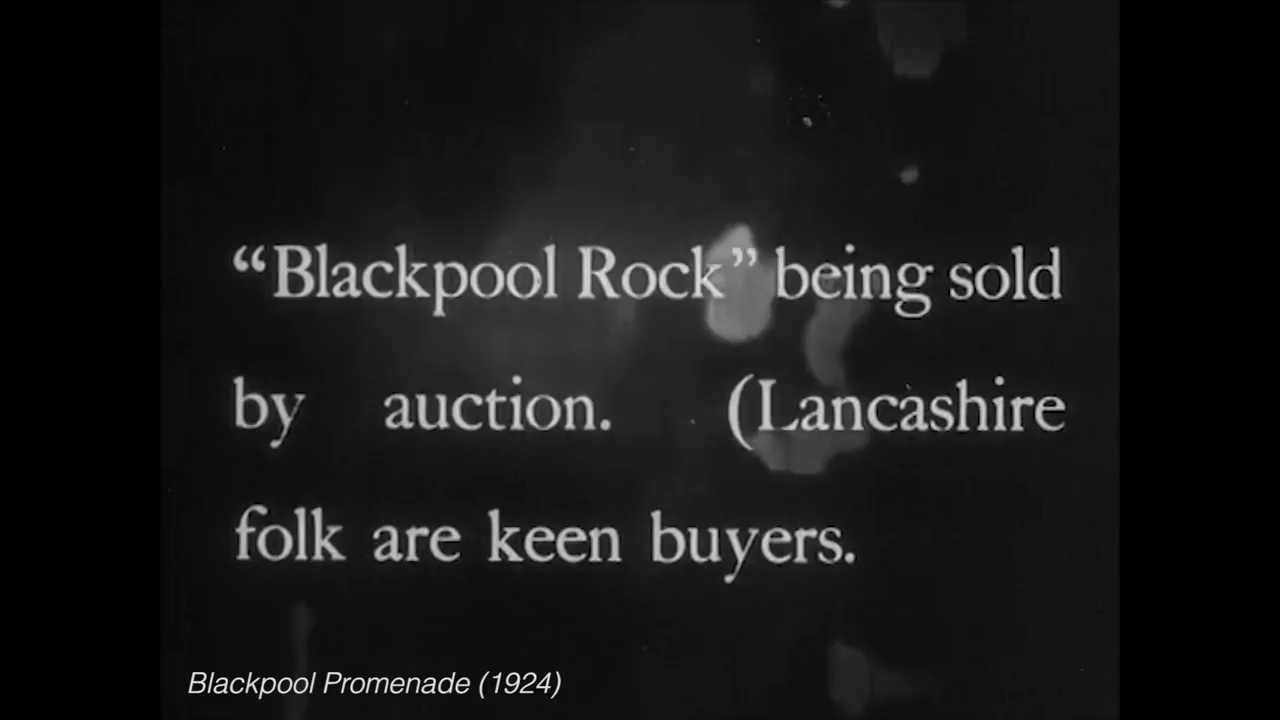 “Blackpool Rock” being sold
by auction. (Lancashire
folk are keen buyers.
Blackpool Promenade (1924)